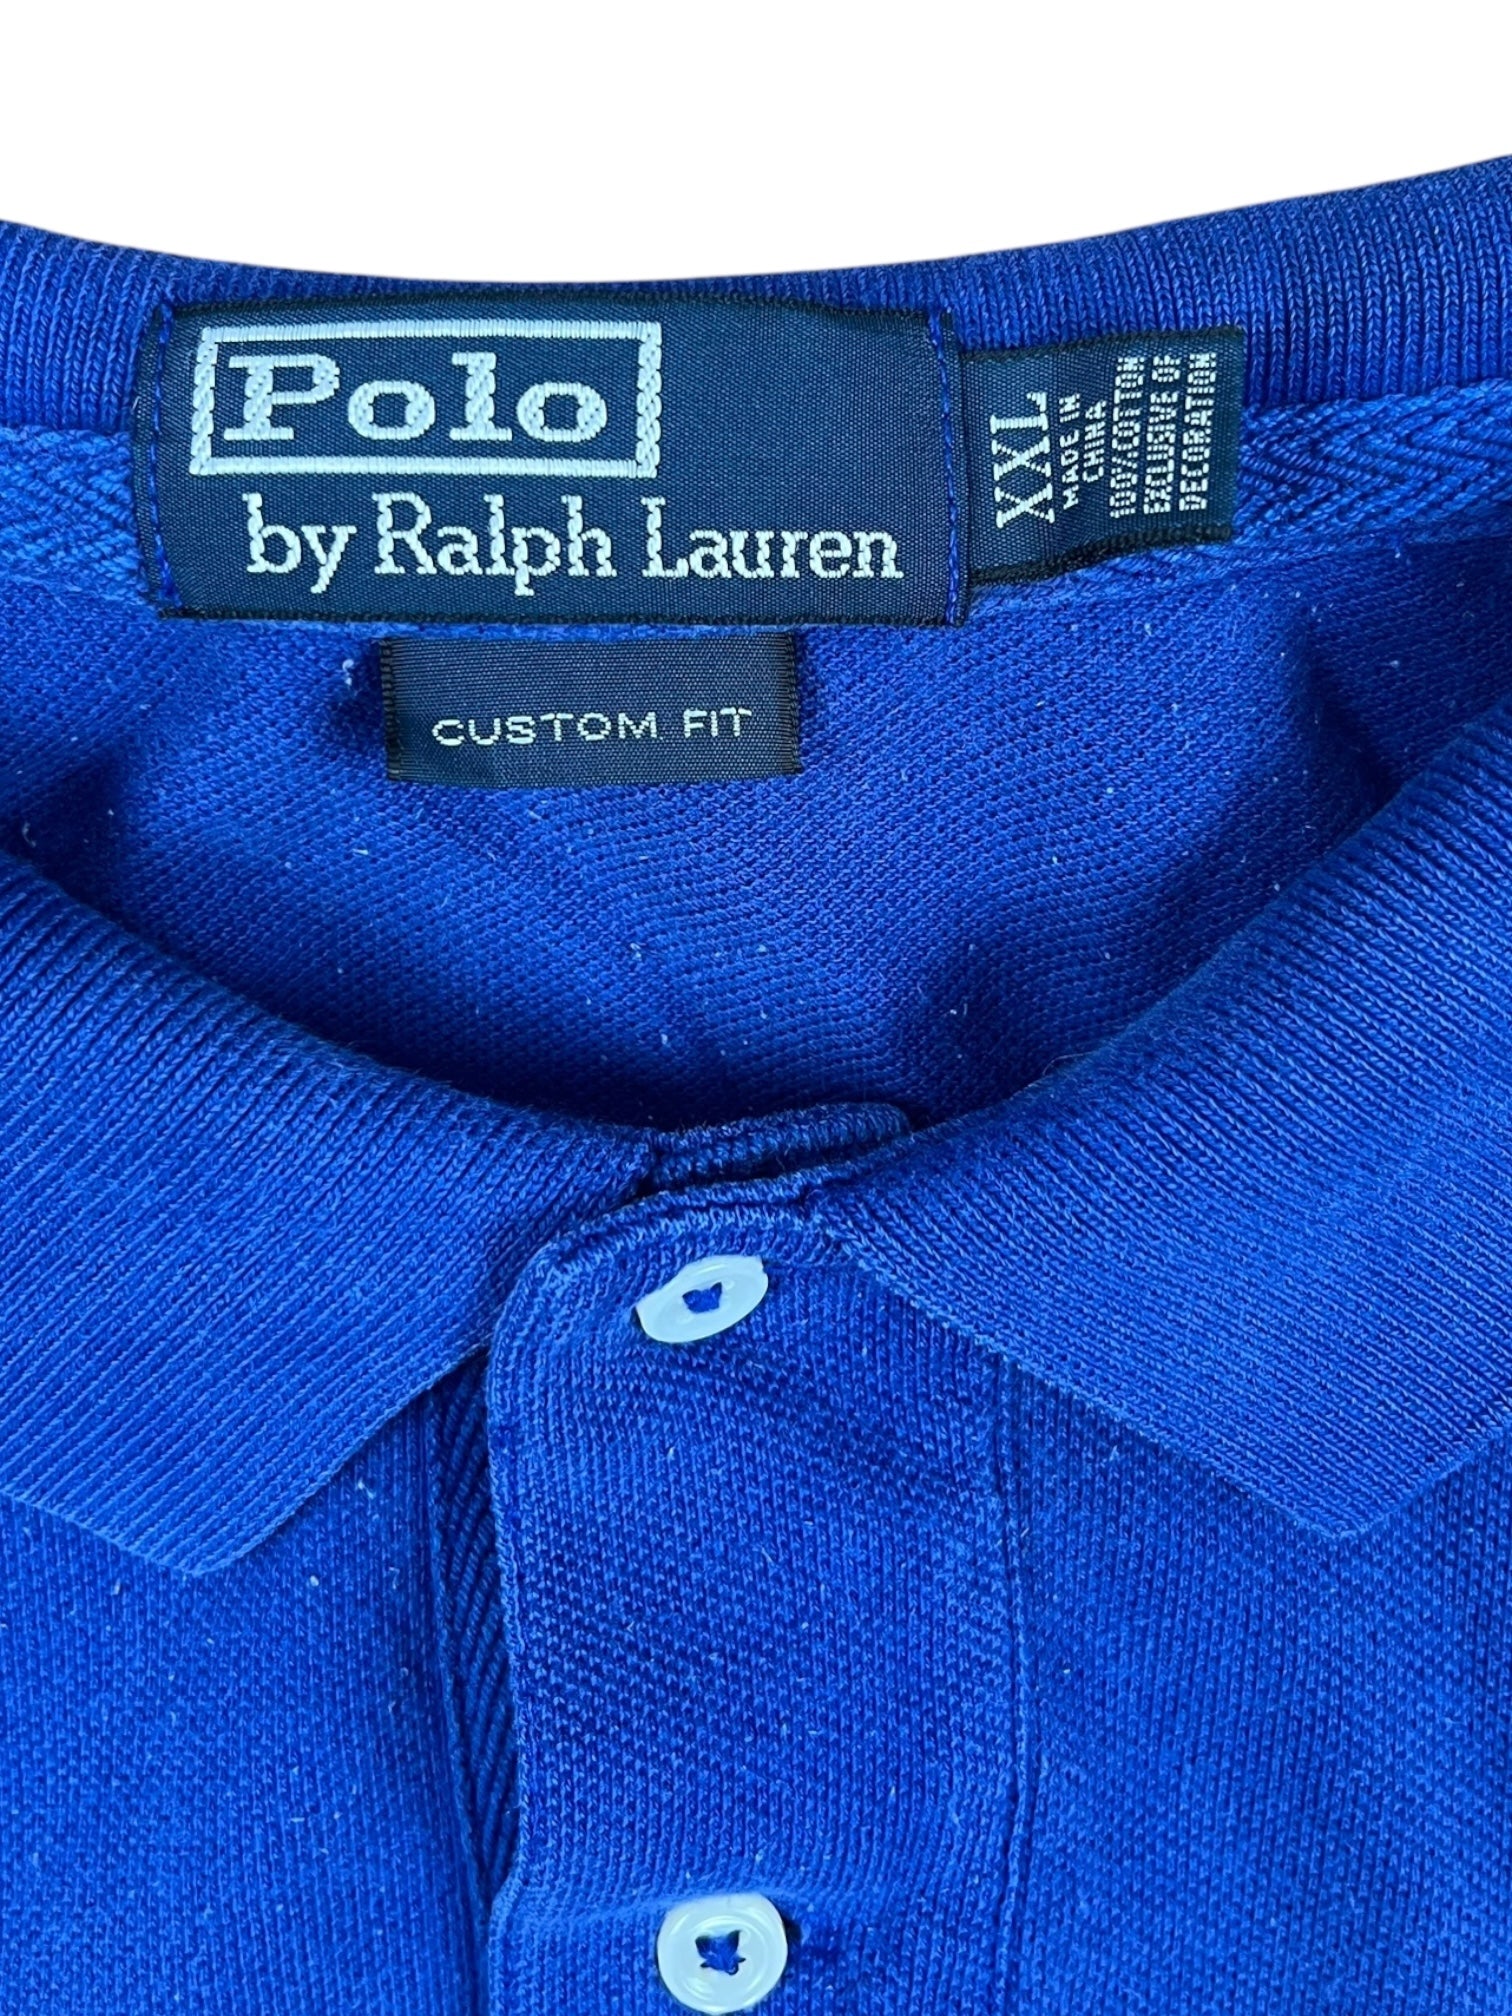 Polo
by Ralph Lauren
XXL
MADE IN
CHINA
100% COTTON
EXCLUSIVE OF
DECORATION
CUSTOM FIT